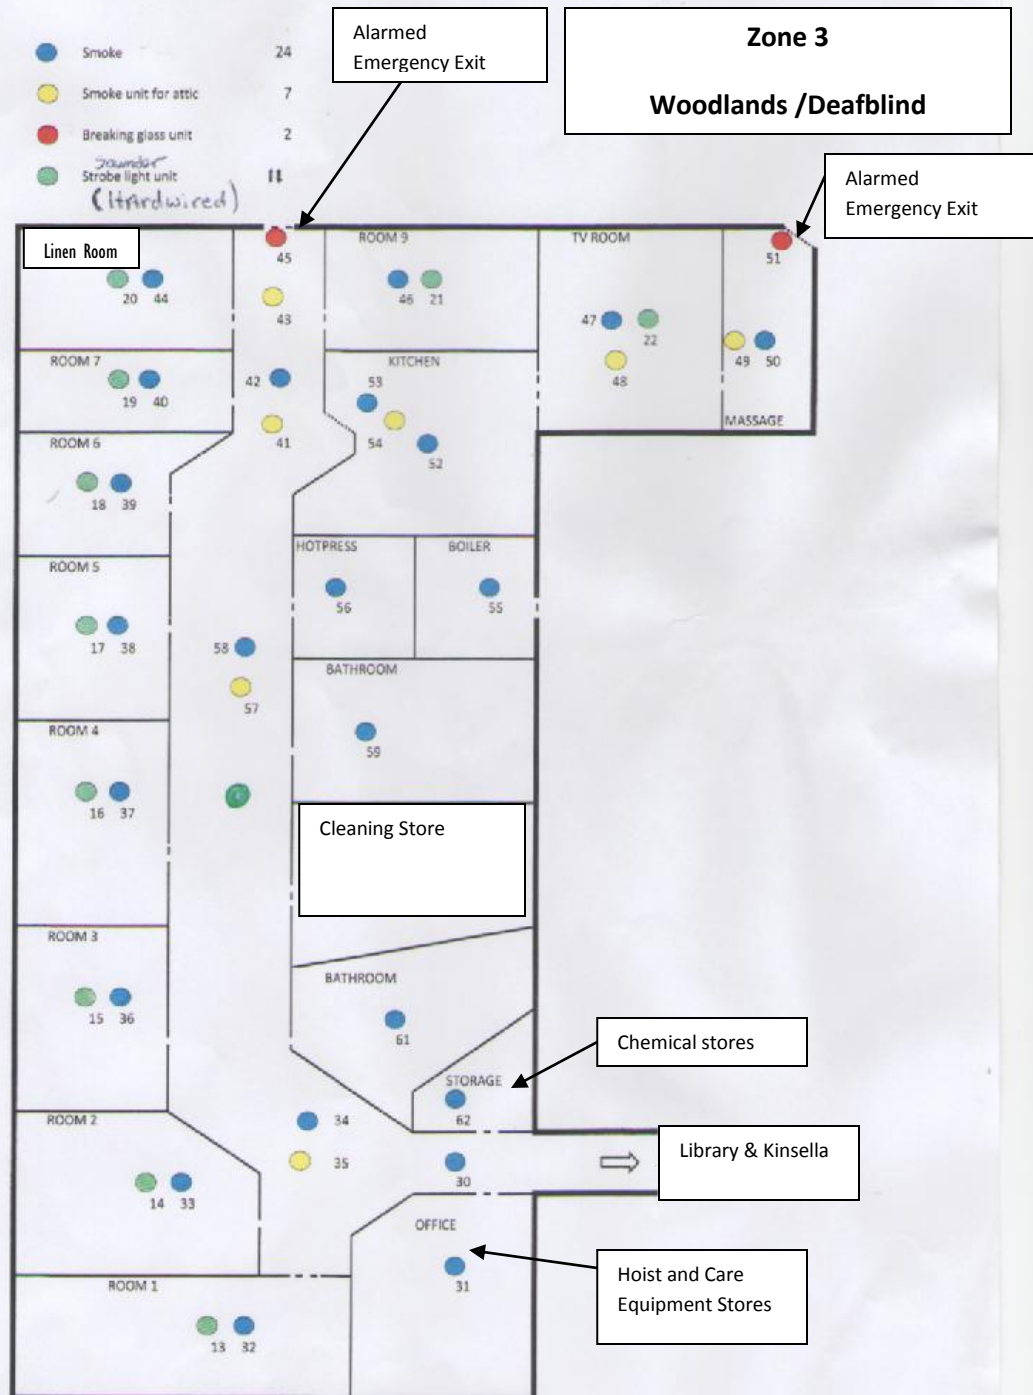 Alarmed
Emergency Exit
Zone 3
Woodlands /Deafblind
Smoke 24
Smoke unit for attic 7
Breaking glass unit 2
Sounder
Strobe light unit 11
(HArdwired)
Alarmed
Emergency Exit
Linen Room
20 44
45
43
ROOM 9
46 21
TV ROOM
47
22
48
51
49 50
MASSAGE
ROOM 7
19 40
42
41
KITCHEN
53
54
52
ROOM 6
18 39
HOTPRESS
56
BOILER
55
ROOM 5
17 38
58
57
BATHROOM
59
ROOM 4
16 37
Cleaning Store
ROOM 3
15 36
BATHROOM
61
Chemical stores
STORAGE
62
ROOM 2
14 33
34
35
30
Library & Kinsella
OFFICE
31
Hoist and Care
Equipment Stores
ROOM 1
13 32